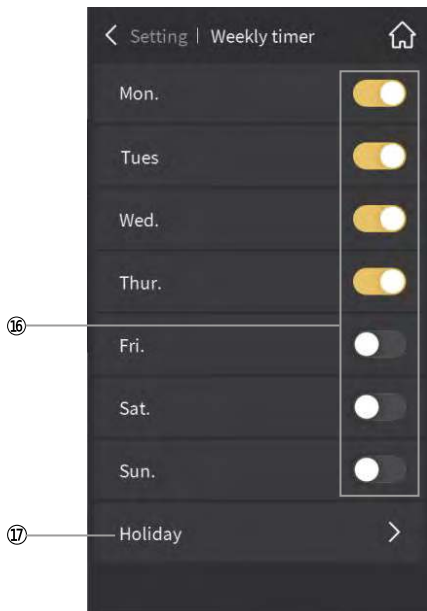 Setting | Weekly timer
Mon.
Tues
Wed.
Thur.
⑯
Fri.
Sat.
Sun.
⑰ Holiday